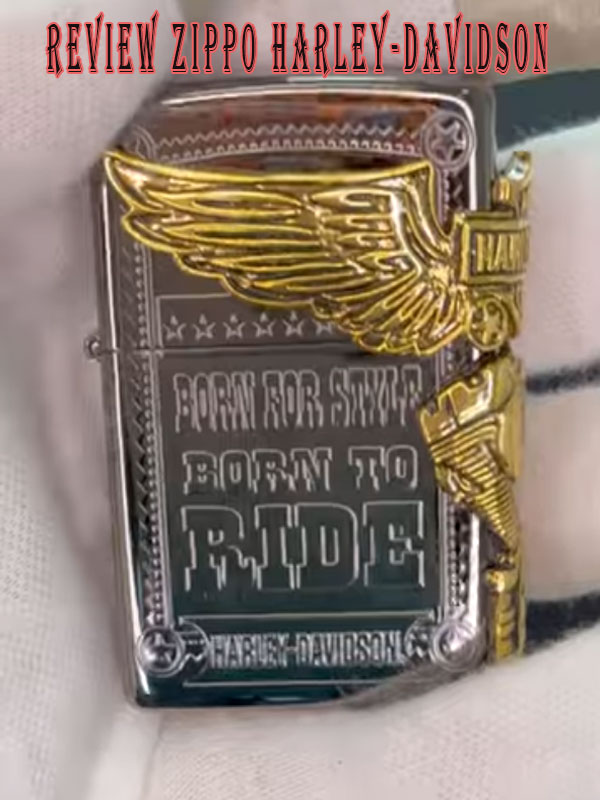 REVIEW ZIPPO HARLEY-DAVIDSON
BORN FOR STYLE
BORN TO
RIDE
HARLEY-DAVIDSON